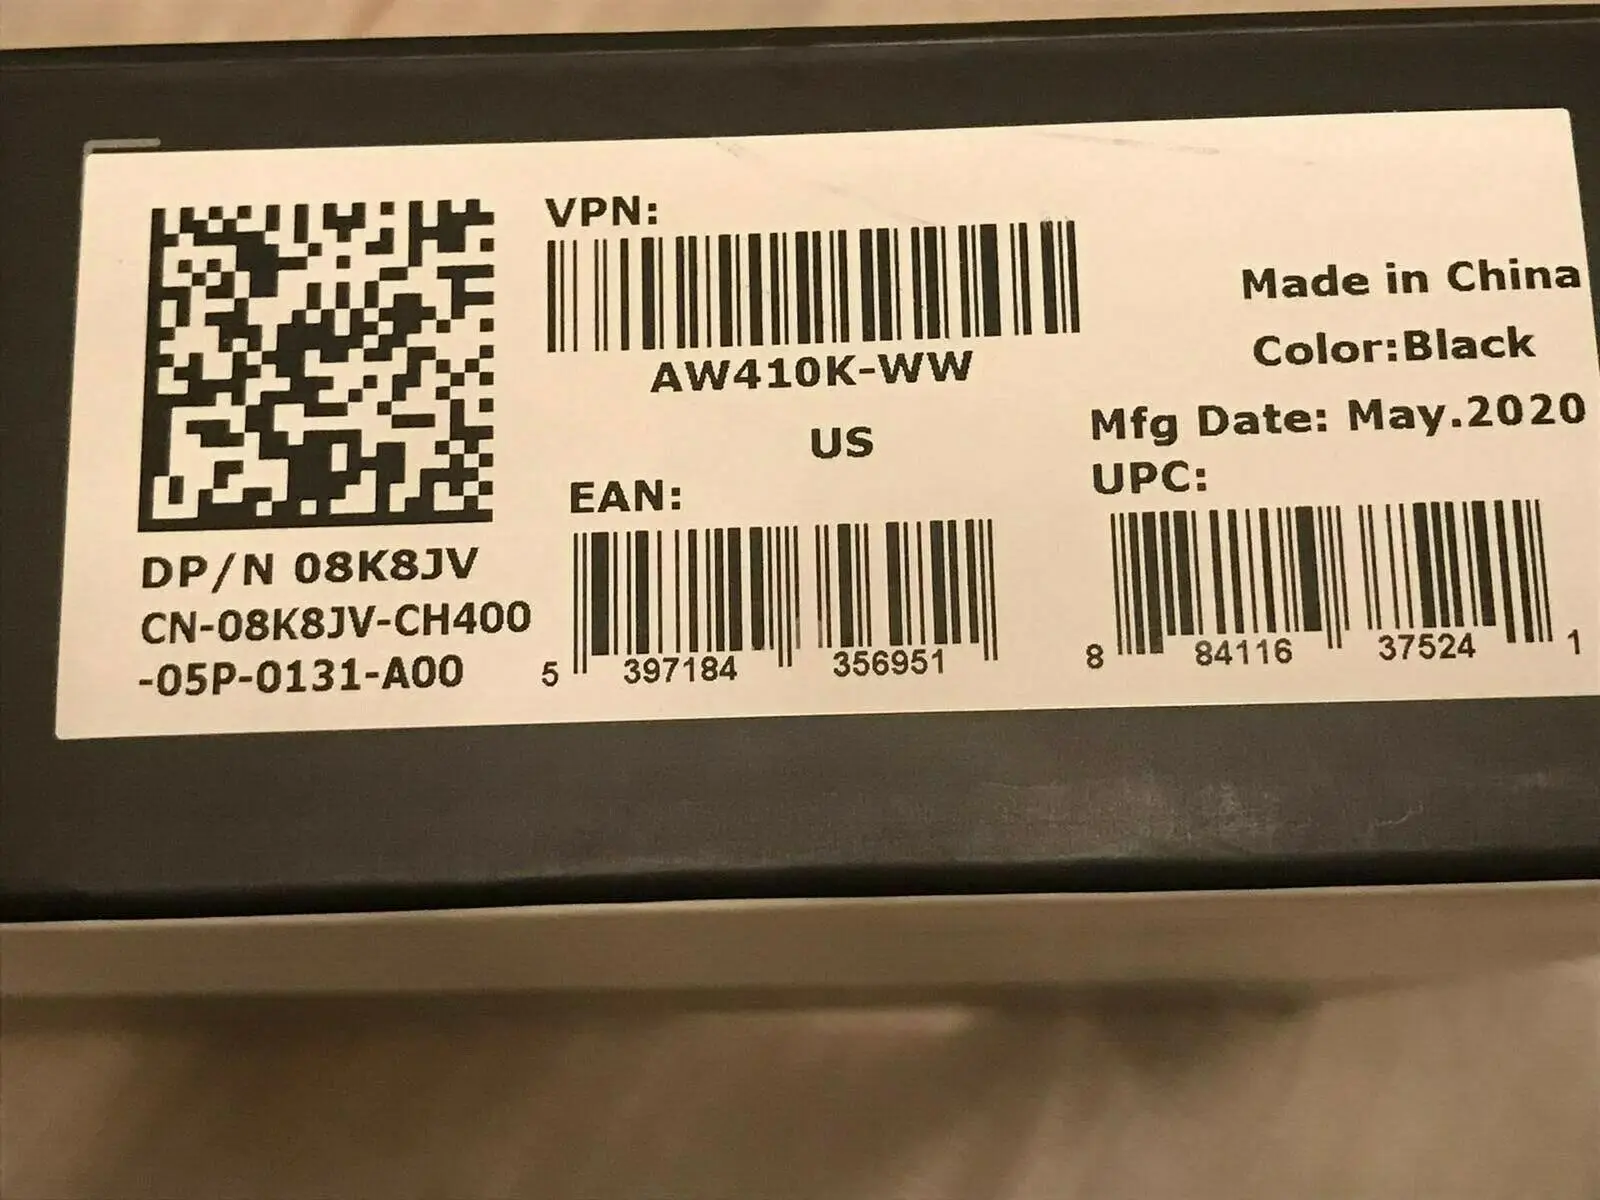 VPN:
AW410K-WW
US
Made in China
Color:Black
Mfg Date: May.2020
DP/N 08K8JV
CN-08K8JV-CH400
-05P-0131-A00
EAN:
5 397184 356951
UPC:
8 84116 37524 1